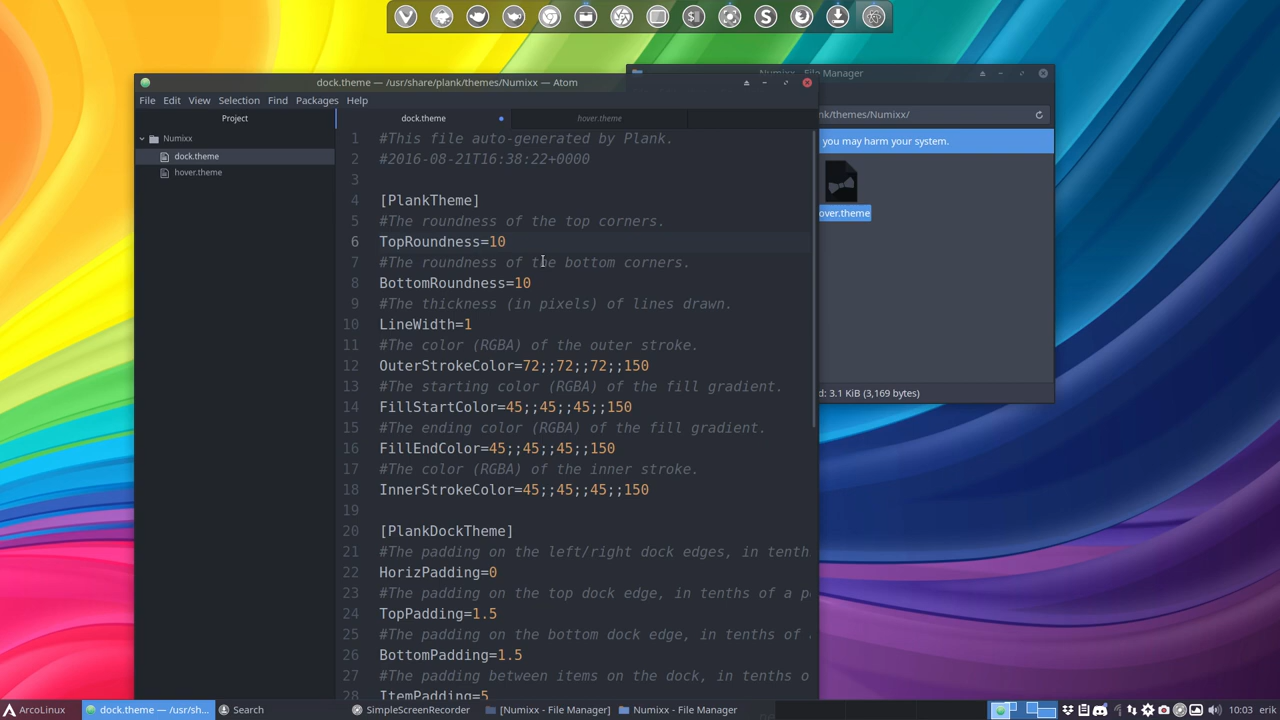 Numixx - File Manager
dock.theme — /usr/share/plank/themes/Numixx — Atom
File Edit View Selection Find Packages Help
nk/themes/Numixx/
Project
dock.theme
hover.theme
you may harm your system.
Numixx
dock.theme
hover.theme
over.theme
1 #This file auto-generated by Plank.
2 #2016-08-21T16:38:22+0000
3
4 [PlankTheme]
5 #The roundness of the top corners.
6 TopRoundness=10
7 #The roundness of the bottom corners.
8 BottomRoundness=10
9 #The thickness (in pixels) of lines drawn.
10 LineWidth=1
11 #The color (RGBA) of the outer stroke.
12 OuterStrokeColor=72;;72;;72;;150
13 #The starting color (RGBA) of the fill gradient.
14 FillStartColor=45;;45;;45;;150
15 #The ending color (RGBA) of the fill gradient.
16 FillEndColor=45;;45;;45;;150
17 #The color (RGBA) of the inner stroke.
18 InnerStrokeColor=45;;45;;45;;150
19
20 [PlankDockTheme]
21 #The padding on the left/right dock edges, in tenth
22 HorizPadding=0
23 #The padding on the top dock edge, in tenths of a p
24 TopPadding=1.5
25 #The padding on the bottom dock edge, in tenths of
26 BottomPadding=1.5
27 #The padding between items on the dock, in tenths o
28 ItemPadding=5
d: 3.1 KiB (3,169 bytes)
ArcoLinux
dock.theme — /usr/sh...
Search
SimpleScreenRecorder
[Numixx - File Manager]
Numixx - File Manager
10:03 erik